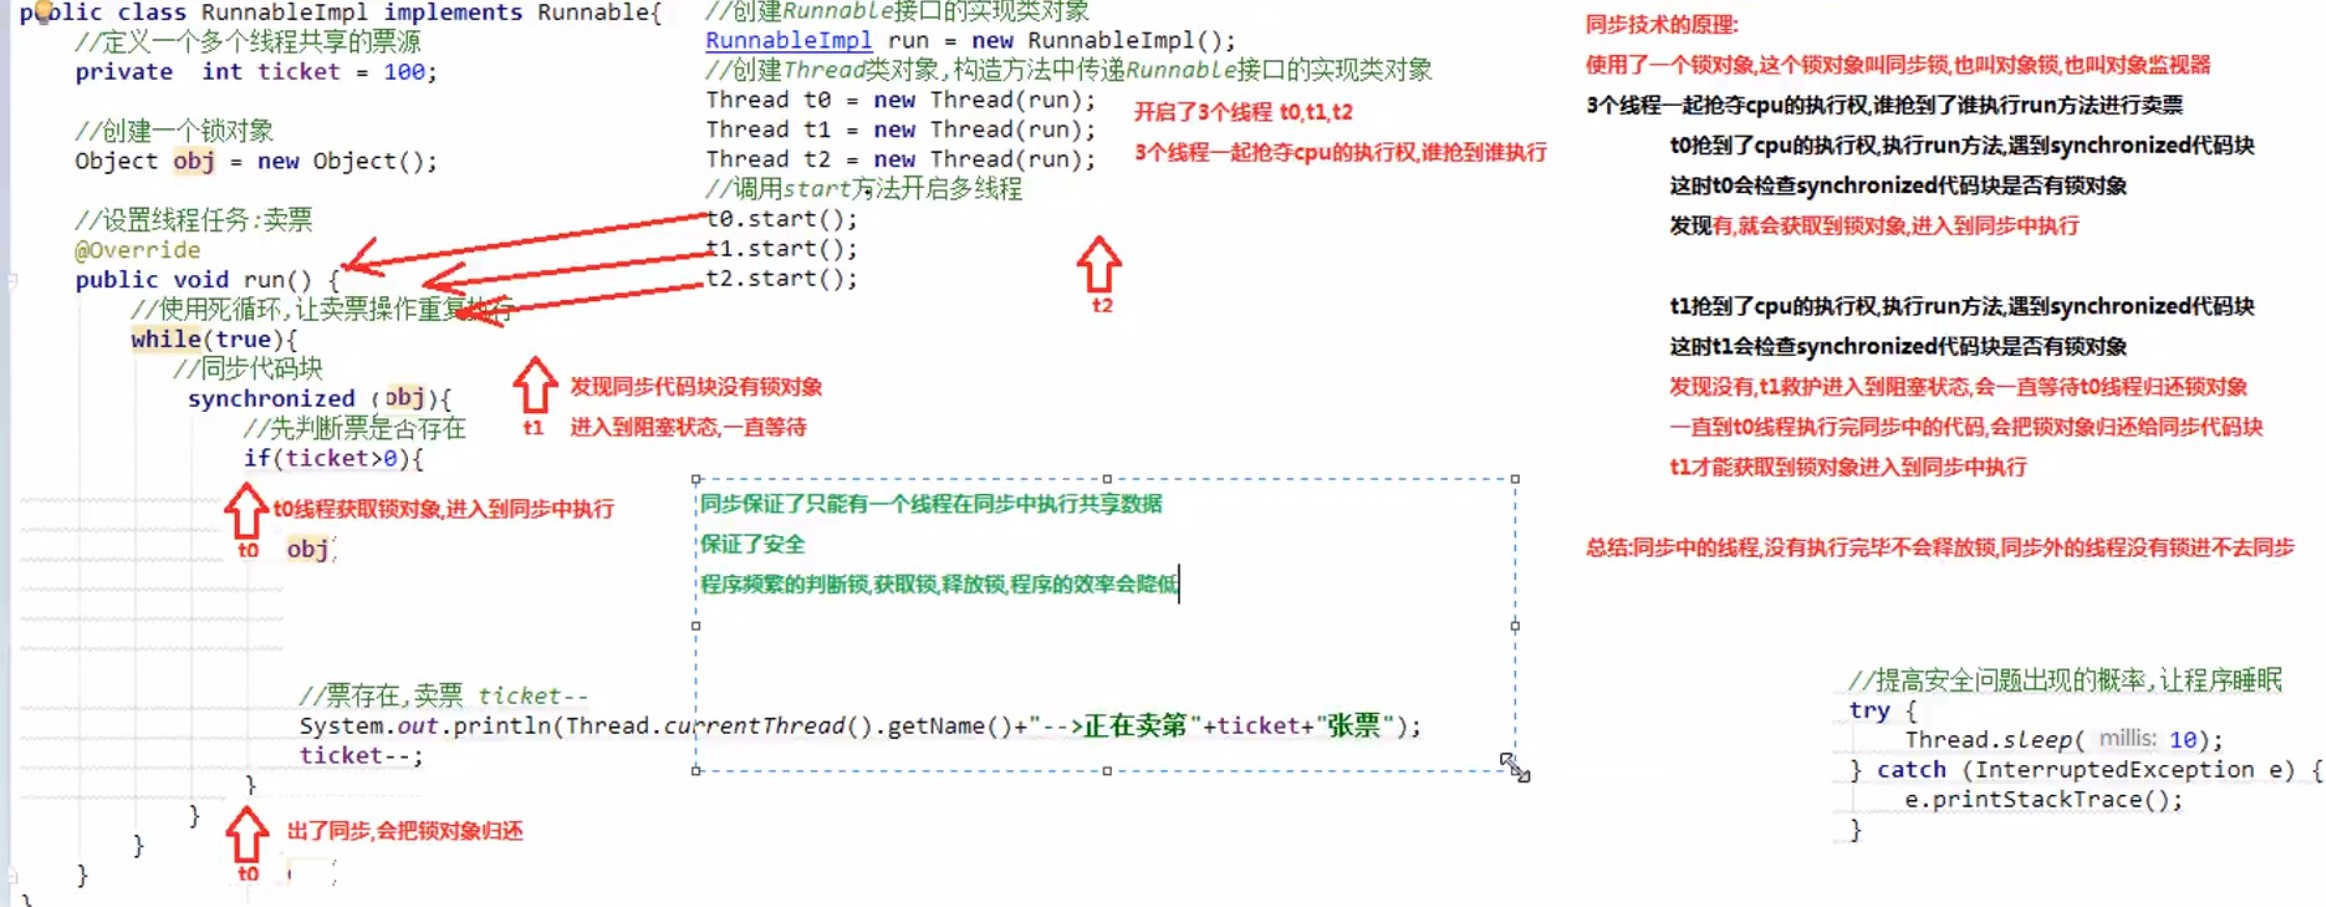 public class RunnableImpl implements Runnable{
//定义一个多个线程共享的票源
private int ticket = 100;
//创建一个锁对象
Object obj = new Object();
//设置线程任务:卖票
@Override
public void run() {
//使用死循环,让卖票操作重复执行
while(true){
//同步代码块
synchronized (obj){
//先判断票是否存在
if(ticket>0){
t0线程获取锁对象,进入到同步中执行
t0
obj
//票存在,卖票 ticket--
System.out.println(Thread.currentThread().getName()+"-->正在卖第"+ticket+"张票");
ticket--;
}
}
}
}
}
出了同步,会把锁对象归还
t0
//创建Runnable接口的实现类对象
RunnableImpl run = new RunnableImpl();
//创建Thread类对象,构造方法中传递Runnable接口的实现类对象
Thread t0 = new Thread(run);
Thread t1 = new Thread(run);
Thread t2 = new Thread(run);
//调用start方法开启多线程
t0.start();
t1.start();
t2.start();
开启了3个线程 t0,t1,t2
3个线程一起抢夺cpu的执行权,谁抢到谁执行
t2
发现同步代码块没有锁对象
t1 进入到阻塞状态,一直等待
同步保证了只能有一个线程在同步中执行共享数据
保证了安全
程序频繁的判断锁,获取锁,释放锁,程序的效率会降低
同步技术的原理:
使用了一个锁对象,这个锁对象叫同步锁,也叫对象锁,也叫对象监视器
3个线程一起抢夺cpu的执行权,谁抢到了谁执行run方法进行卖票
t0抢到了cpu的执行权,执行run方法,遇到synchronized代码块
这时t0会检查synchronized代码块是否有锁对象
发现有,就会获取到锁对象,进入到同步中执行
t1抢到了cpu的执行权,执行run方法,遇到synchronized代码块
这时t1会检查synchronized代码块是否有锁对象
发现没有,t1救护进入到阻塞状态,会一直等待t0线程归还锁对象
一直到t0线程执行完同步中的代码,会把锁对象归还给同步代码块
t1才能获取到锁对象进入到同步中执行
总结:同步中的线程,没有执行完毕不会释放锁,同步外的线程没有锁进不去同步
//提高安全问题出现的概率,让程序睡眠
try {
Thread.sleep( millis: 10);
} catch (InterruptedException e) {
e.printStackTrace();
}